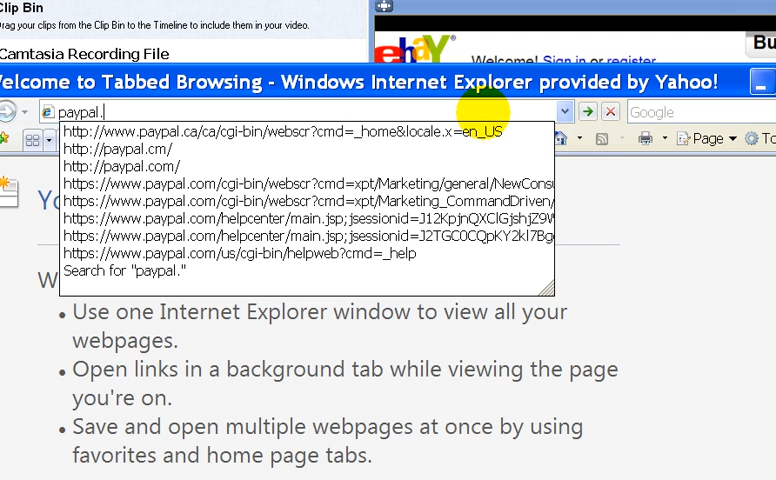 Clip Bin
Drag your clips from the Clip Bin to the Timeline to include them in your video.
Camtasia Recording File
ebaY
Welcome! Sign in or register
Bu
Welcome to Tabbed Browsing - Windows Internet Explorer provided by Yahoo!
paypal.
Google
Page
To
http://www.paypal.ca/ca/cgi-bin/webscr?cmd=_home&locale.x=en_US
http://paypal.cm/
http://paypal.com/
https://www.paypal.com/cgi-bin/webscr?cmd=xpt/Marketing/general/NewConsu
https://www.paypal.com/cgi-bin/webscr?cmd=xpt/Marketing_CommandDriven/
https://www.paypal.com/helpcenter/main.jsp;jsessionid=J12KpjnQXClGjshjZ9W
https://www.paypal.com/helpcenter/main.jsp;jsessionid=J2TGC0CQpKY2kl7Bg
https://www.paypal.com/us/cgi-bin/helpweb?cmd=_help
Search for "paypal."
Yo
W
• Use one Internet Explorer window to view all your
webpages.
• Open links in a background tab while viewing the page
you're on.
• Save and open multiple webpages at once by using
favorites and home page tabs.